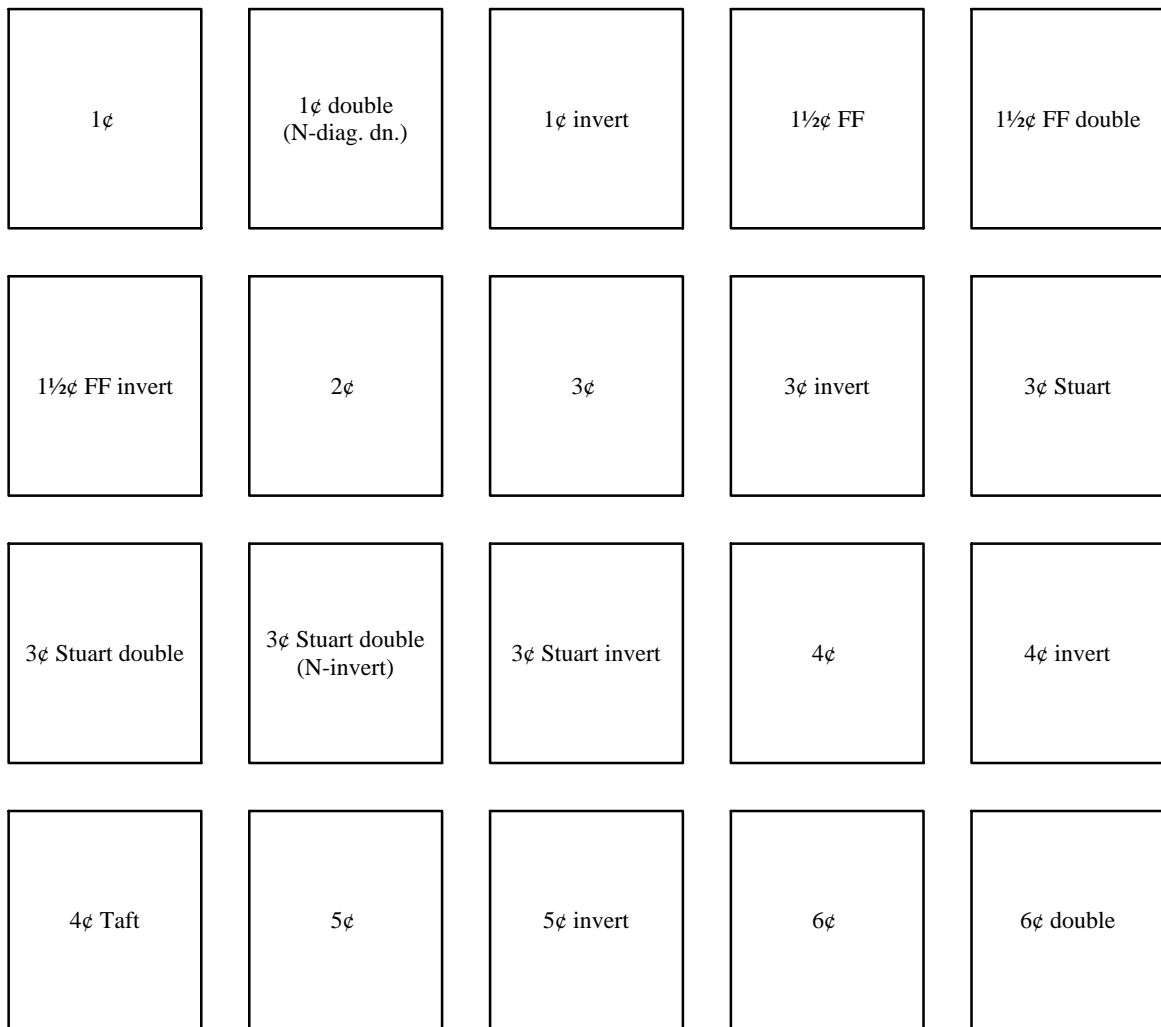 1¢
1¢ double
(N-diag. dn.)
1¢ invert
1½¢ FF
1½¢ FF double
1½¢ FF invert
2¢
3¢
3¢ invert
3¢ Stuart
3¢ Stuart double
3¢ Stuart double
(N-invert)
3¢ Stuart invert
4¢
4¢ invert
4¢ Taft
5¢
5¢ invert
6¢
6¢ double